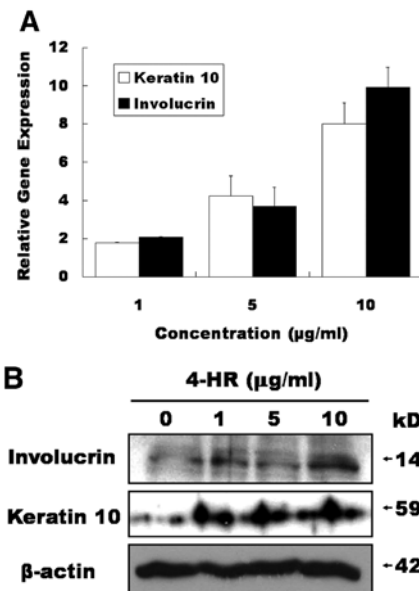 A
12
10
8
6
4
2
0
Relative Gene Expression
Keratin 10
Involucrin
1 5 10
Concentration (µg/ml)
B
4-HR (µg/ml)
0 1 5 10 kD
Involucrin ←14
Keratin 10 ←59
β-actin ←42